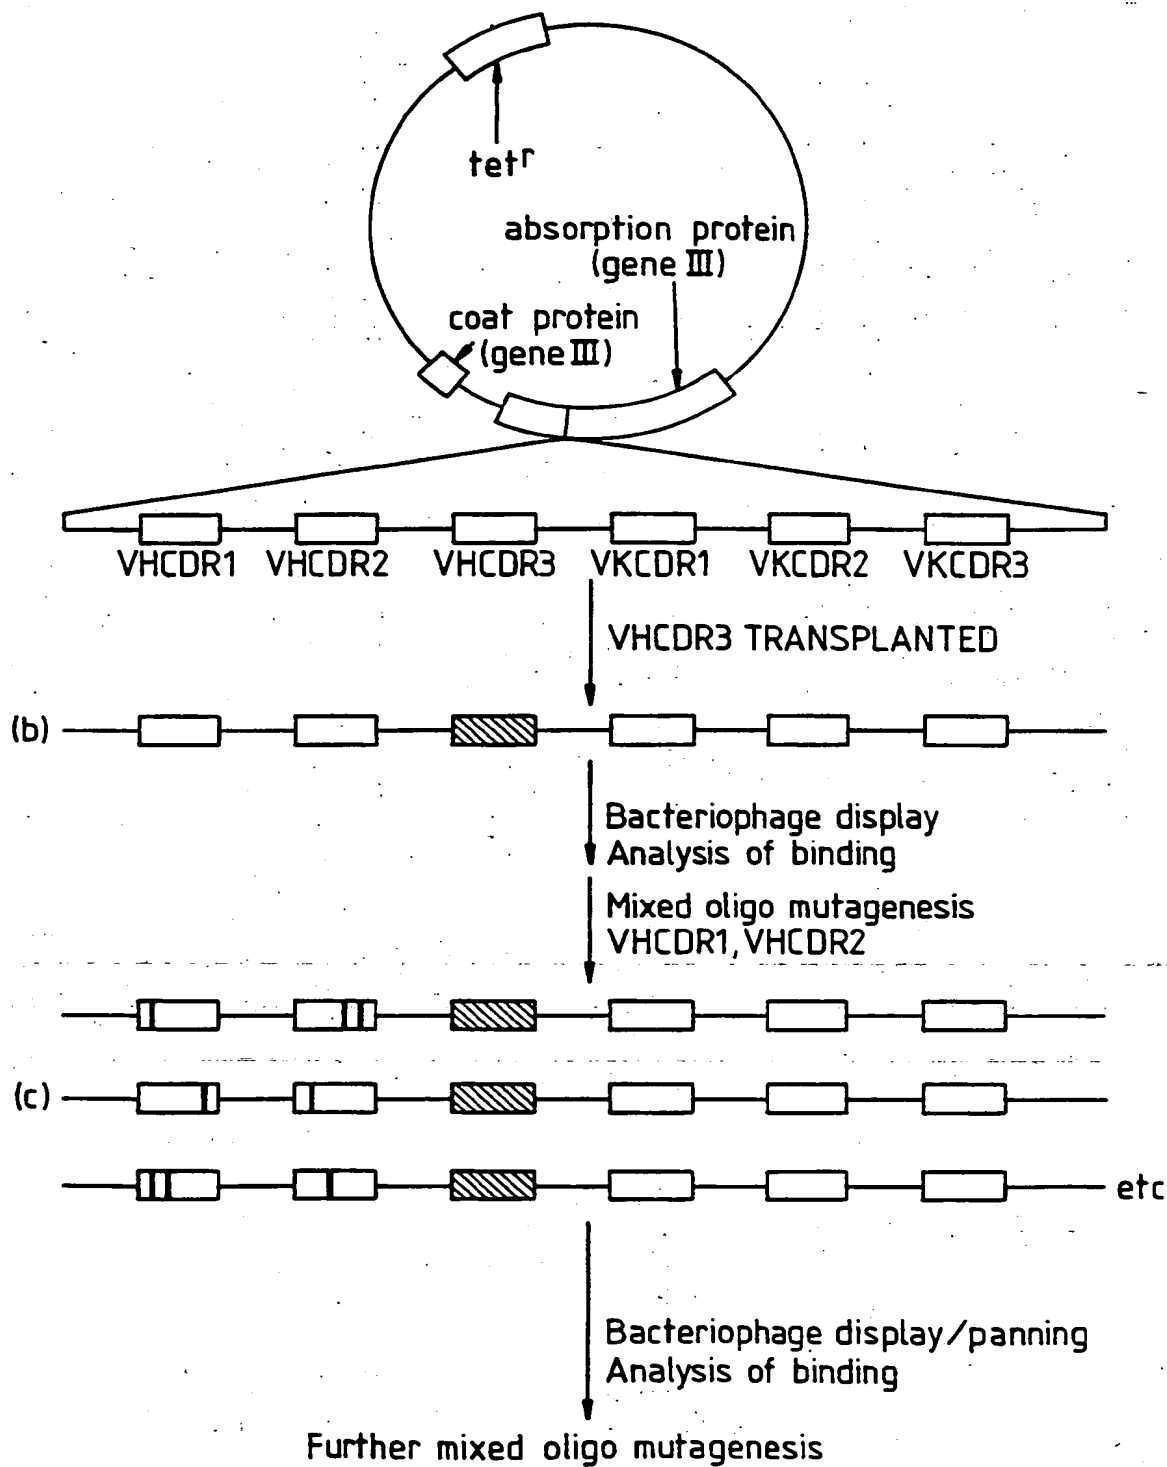 tetʳ
absorption protein
(gene III)
coat protein
(gene III)
VHCDR1 VHCDR2 VHCDR3 VKCDR1 VKCDR2 VKCDR3
VHCDR3 TRANSPLANTED
(b)
Bacteriophage display
Analysis of binding
Mixed oligo mutagenesis
VHCDR1, VHCDR2
(c)
etc
Bacteriophage display/panning
Analysis of binding
Further mixed oligo mutagenesis